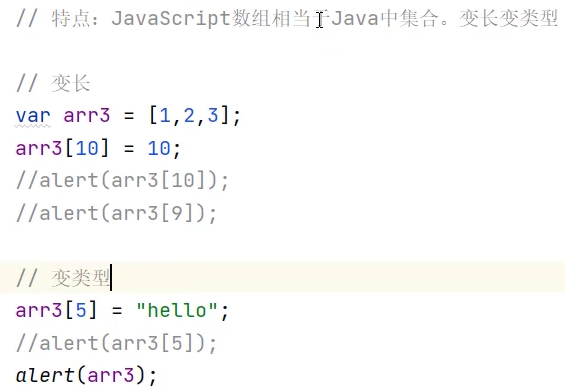 // 特点：JavaScript数组相当于Java中集合。变长变类型
// 变长
var arr3 = [1,2,3];
arr3[10] = 10;
//alert(arr3[10]);
//alert(arr3[9]);
// 变类型
arr3[5] = "hello";
//alert(arr3[5]);
alert(arr3);